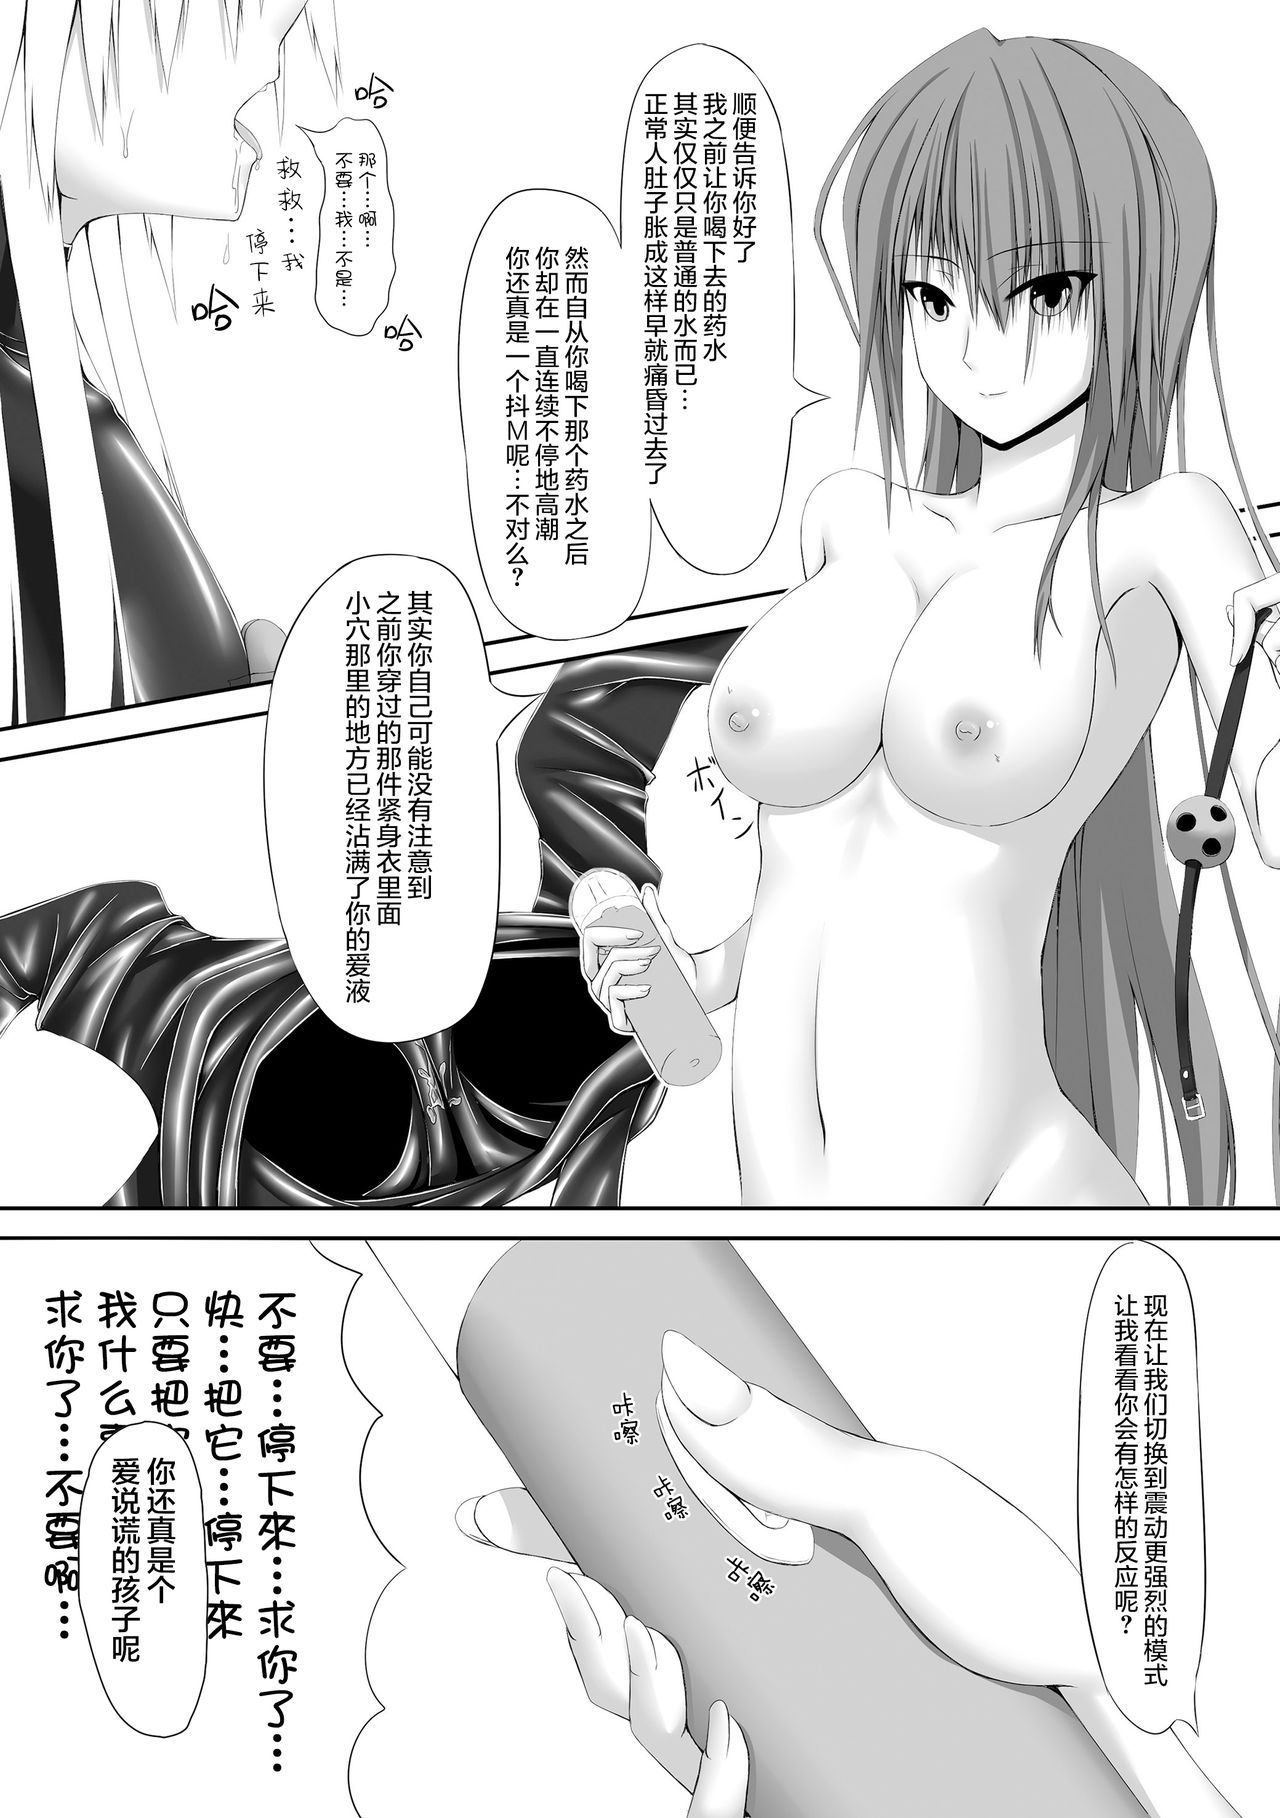 顺便告诉你好了
我之前让你喝下去的药水
其实仅仅只是普通的水而已…
正常人肚子胀成这样早就痛昏过去了
然而自从你喝下那个药水之后
你却在一直连续不停地高潮
你还真是一个抖M呢…不对么?
哈
那个…啊…
不要…我…不是…
救救…我
停下来
哈
哈
ボイン
其实你自己可能没有注意到
之前你穿过的那件紧身衣里面
小穴那里的地方已经沾满了你的爱液
现在让我们切换到震动更强烈的模式
让我看看你会有怎样的反应呢?
咔嚓
咔嚓
咔嚓
不要…停下來…求你了…
快…把它…停下來
只要把
我什么
求你了…不要啊…
你还真是个
爱说谎的孩子呢